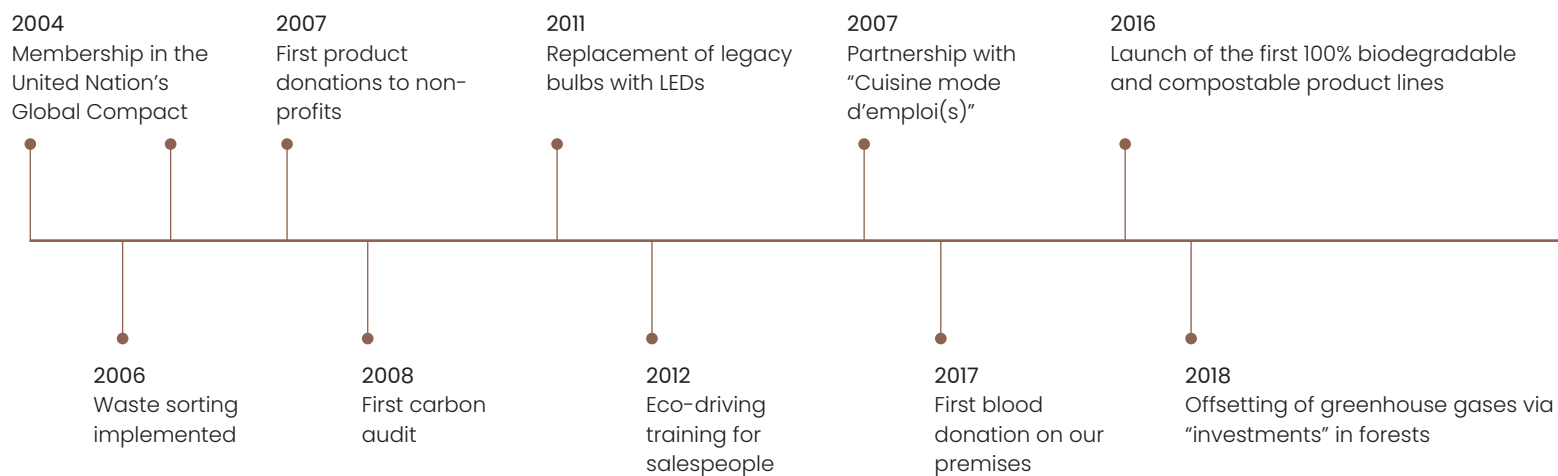 2004
Membership in the
United Nation’s
Global Compact
2007
First product
donations to non-
profits
2011
Replacement of legacy
bulbs with LEDs
2007
Partnership with
“Cuisine mode
d’emploi(s)”
2016
Launch of the first 100% biodegradable
and compostable product lines
2006
Waste sorting
implemented
2008
First carbon
audit
2012
Eco-driving
training for
salespeople
2017
First blood
donation on our
premises
2018
Offsetting of greenhouse gases via
“investments” in forests